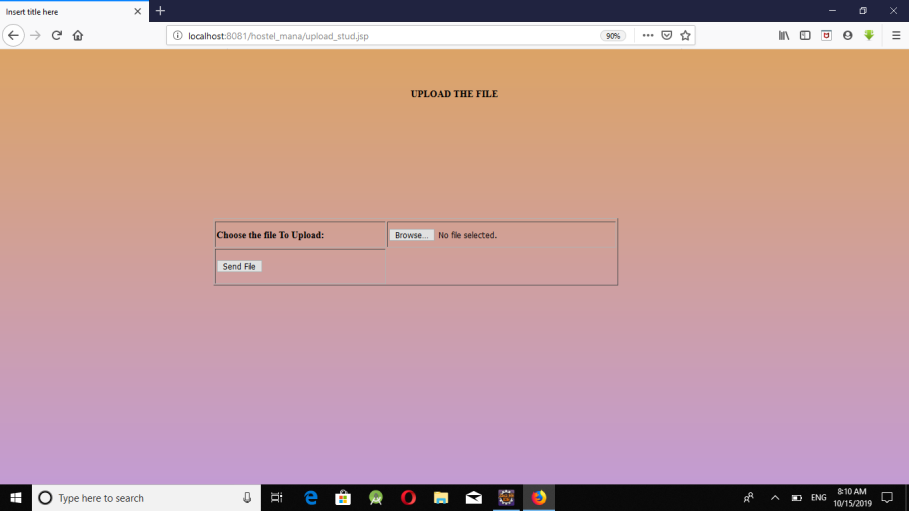 Insert title here
localhost:8081/hostel_mana/upload_stud.jsp
90%
UPLOAD THE FILE
Choose the file To Upload:
Browse... No file selected.
Send File
Type here to search
ENG
8:10 AM
10/15/2019